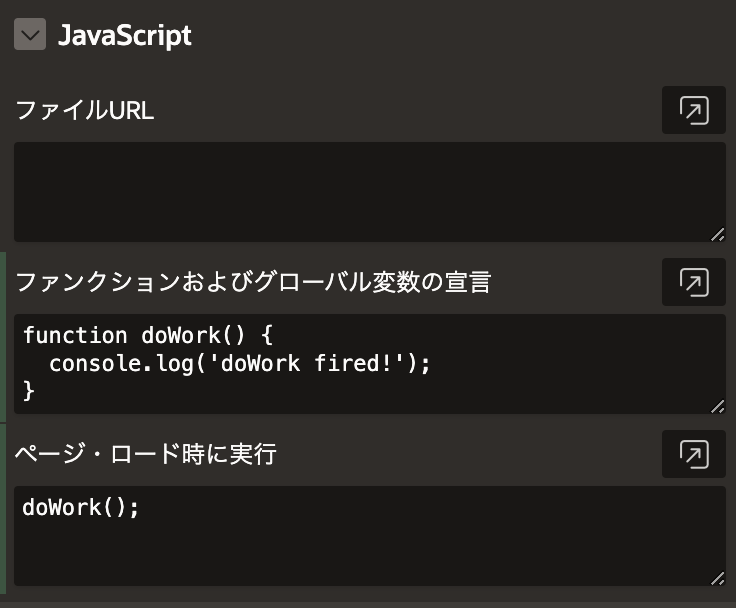 JavaScript
ファイルURL
ファンクションおよびグローバル変数の宣言
function doWork() {
  console.log('doWork fired!');
}
ページ・ロード時に実行
doWork();